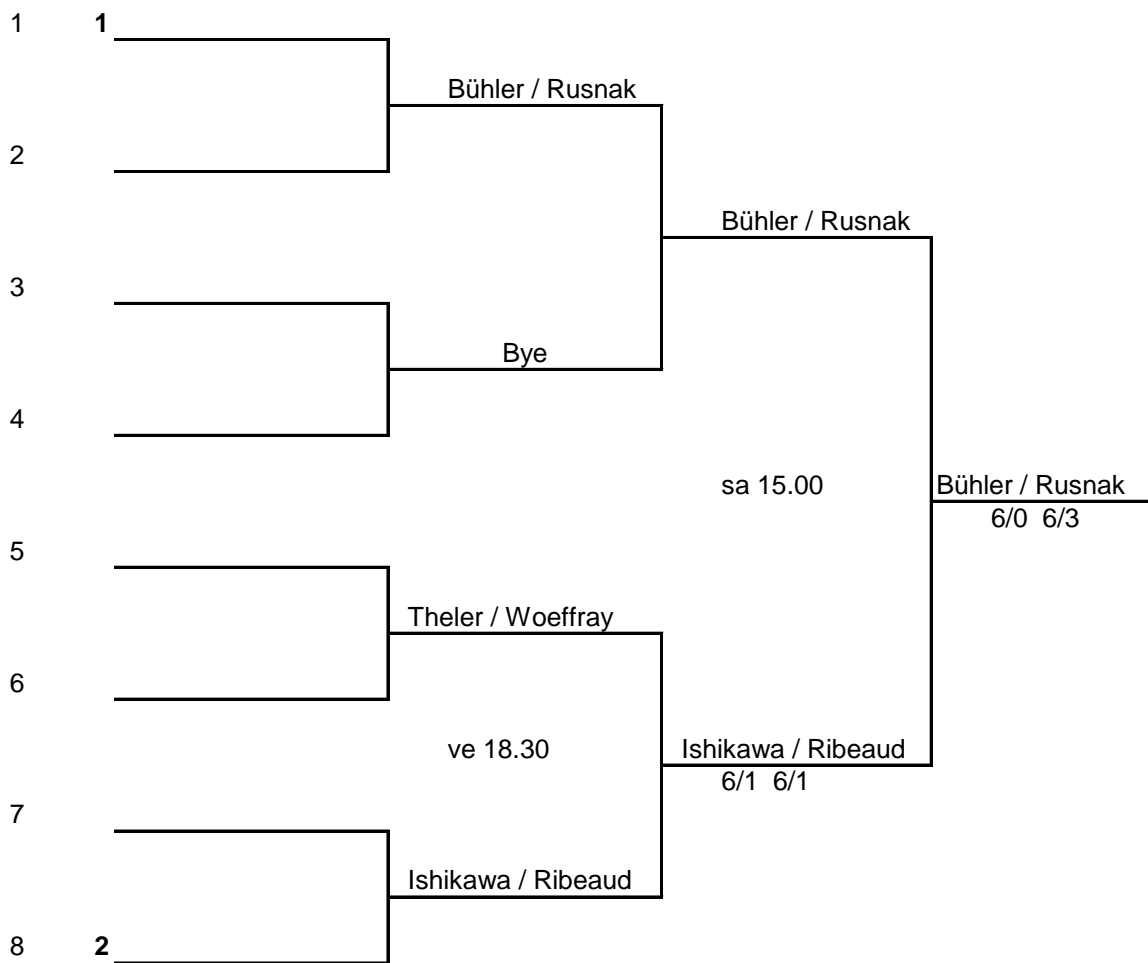 1 1
Bühler / Rusnak
2
Bühler / Rusnak
3
Bye
4
sa 15.00 Bühler / Rusnak
6/0 6/3
5
Theler / Woeffray
6
ve 18.30 Ishikawa / Ribeaud
6/1 6/1
7
Ishikawa / Ribeaud
8 2